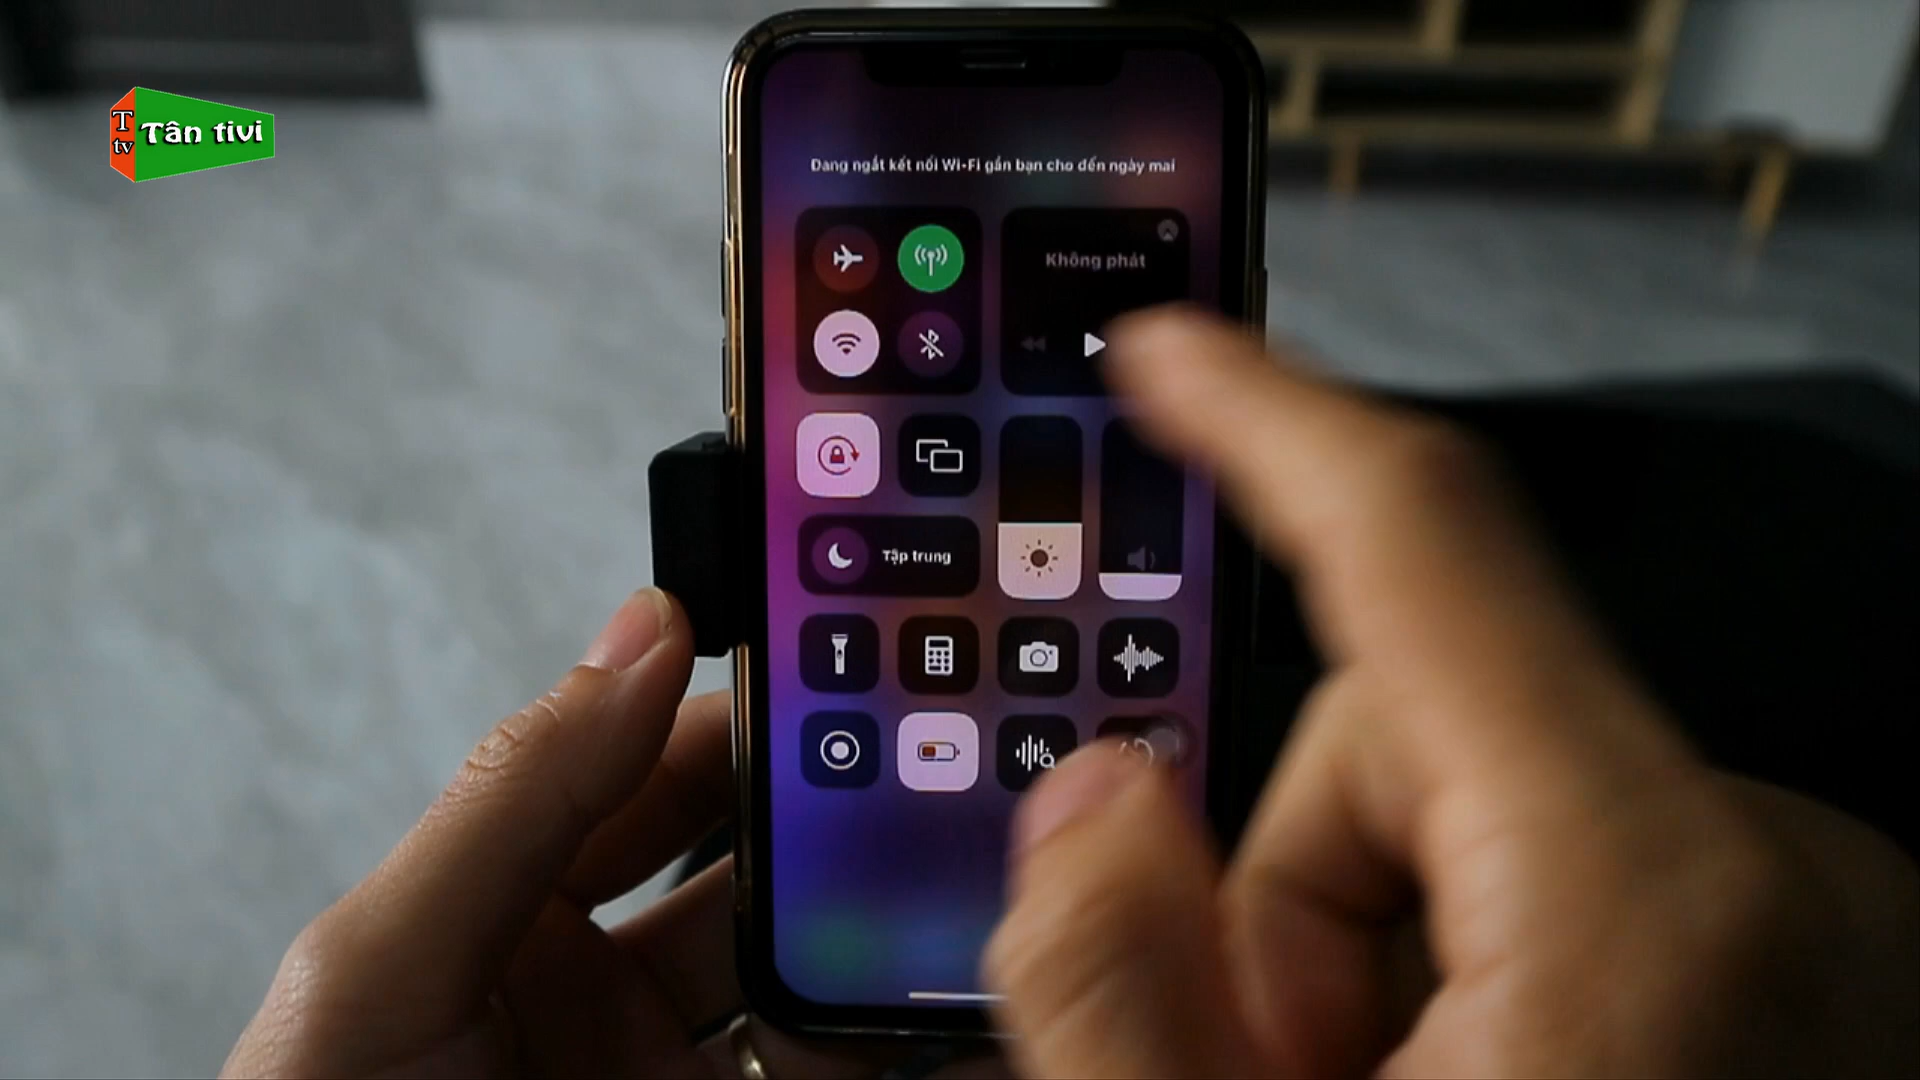 T
tv
Tân tivi
Đang ngắt kết nối Wi-Fi gần bạn cho đến ngày mai
Không phát
Tập trung